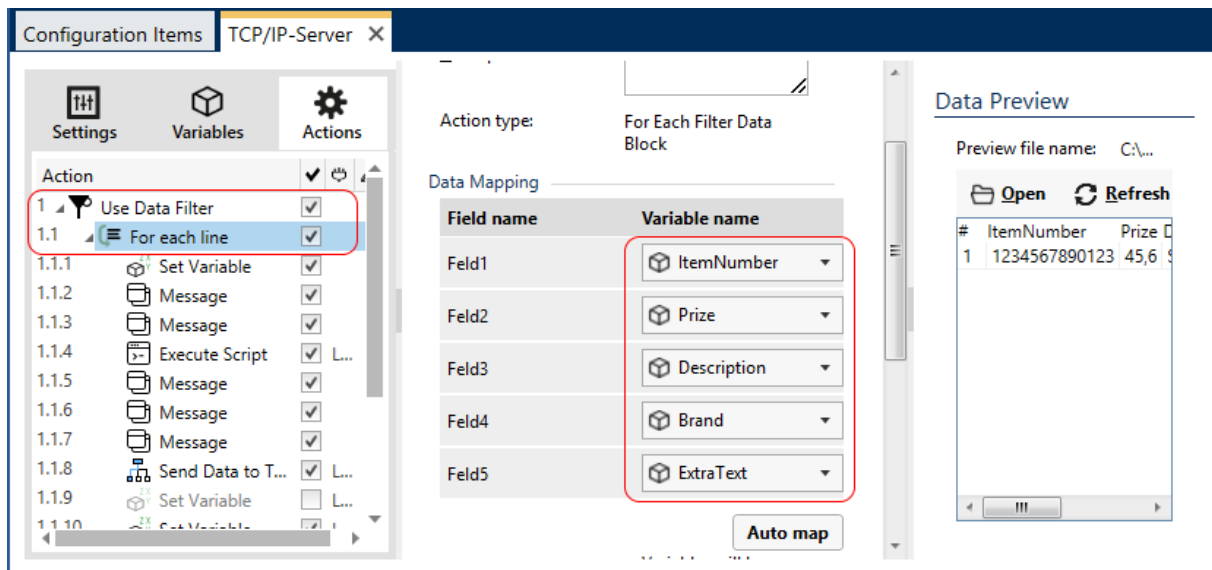 Configuration Items TCP/IP-Server
Settings Variables Actions
Action
1 Use Data Filter
1.1 For each line
1.1.1 Set Variable
1.1.2 Message
1.1.3 Message
1.1.4 Execute Script L...
1.1.5 Message
1.1.6 Message
1.1.7 Message
1.1.8 Send Data to T... L...
1.1.9 Set Variable L...
1.1.10 Set Variable
Action type: For Each Filter Data
Block
Data Mapping
Field name Variable name
Feld1 ItemNumber
Feld2 Prize
Feld3 Description
Feld4 Brand
Feld5 ExtraText
Auto map
Data Preview
Preview file name: C:\...
Open Refresh
# ItemNumber Prize D
1 1234567890123 45,6